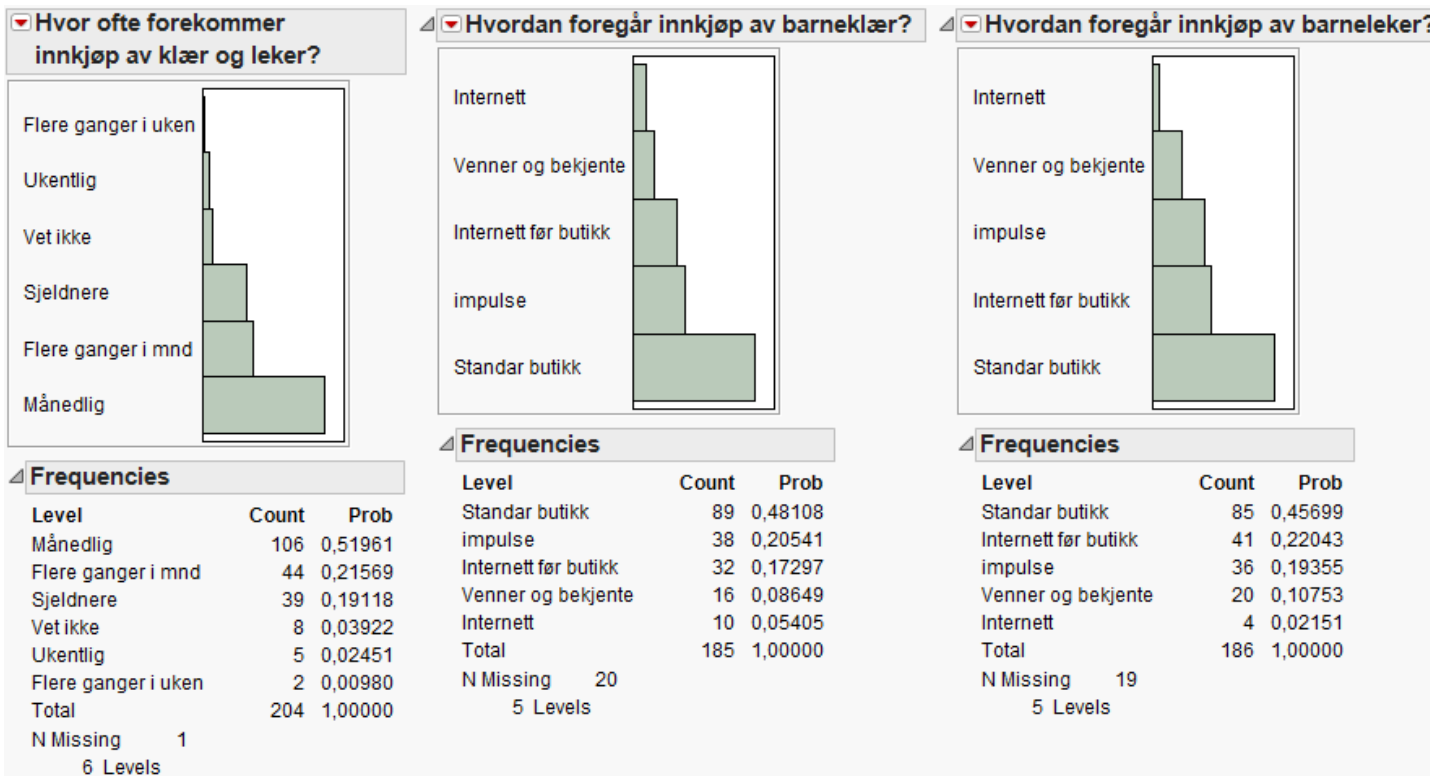 Hvor ofte forekommer
innkjøp av klær og leker?
Flere ganger i uken
Ukentlig
Vet ikke
Sjeldnere
Flere ganger i mnd
Månedlig
Frequencies
Level Count Prob
Månedlig 106 0,51961
Flere ganger i mnd 44 0,21569
Sjeldnere 39 0,19118
Vet ikke 8 0,03922
Ukentlig 5 0,02451
Flere ganger i uken 2 0,00980
Total 204 1,00000
N Missing 1
6 Levels
Hvordan foregår innkjøp av barneklær?
Internett
Venner og bekjente
Internett før butikk
impulse
Standar butikk
Frequencies
Level Count Prob
Standar butikk 89 0,48108
impulse 38 0,20541
Internett før butikk 32 0,17297
Venner og bekjente 16 0,08649
Internett 10 0,05405
Total 185 1,00000
N Missing 20
5 Levels
Hvordan foregår innkjøp av barneleker?
Internett
Venner og bekjente
impulse
Internett før butikk
Standar butikk
Frequencies
Level Count Prob
Standar butikk 85 0,45699
Internett før butikk 41 0,22043
impulse 36 0,19355
Venner og bekjente 20 0,10753
Internett 4 0,02151
Total 186 1,00000
N Missing 19
5 Levels